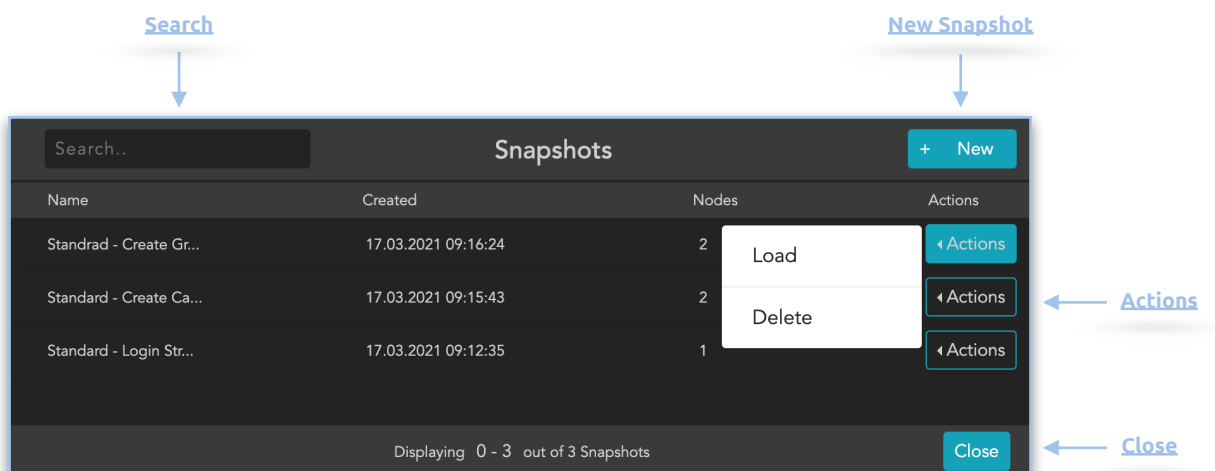 Search New Snapshot
Search.. Snapshots + New
Name Created Nodes Actions
Standrad - Create Gr... 17.03.2021 09:16:24 2 Actions
Load
Standard - Create Ca... 17.03.2021 09:15:43 2 Actions Actions
Delete
Standard - Login Str... 17.03.2021 09:12:35 1 Actions
Displaying 0 - 3 out of 3 Snapshots Close Close